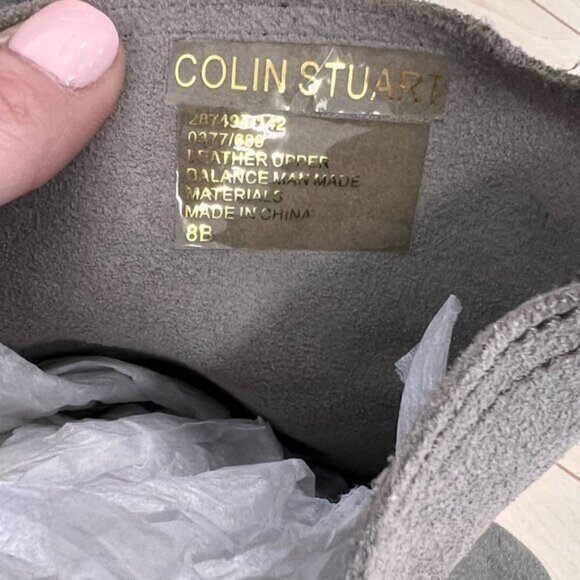 COLIN STUART
LEATHER UPPER
BALANCE MAN MADE
MATERIALS
MADE IN CHINA
8B